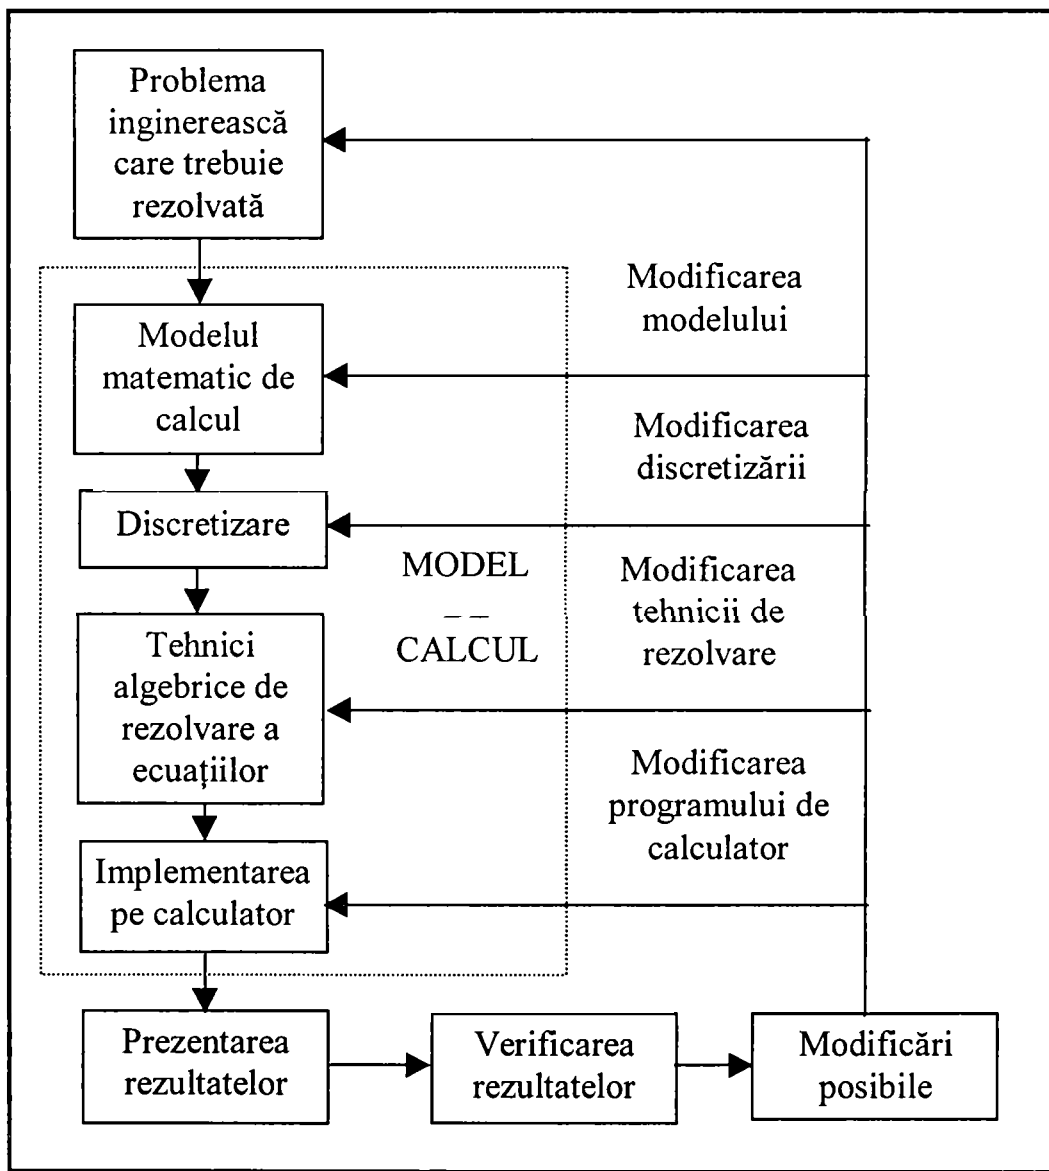 Problema
inginerească
care trebuie
rezolvată
Modificarea
modelului
Modelul
matematic de
calcul
Modificarea
discretizării
Discretizare
MODEL
– –
CALCUL
Modificarea
tehnicii de
rezolvare
Tehnici
algebrice de
rezolvare a
ecuațiilor
Modificarea
programului de
calculator
Implementarea
pe calculator
Prezentarea
rezultatelor
Verificarea
rezultatelor
Modificări
posibile